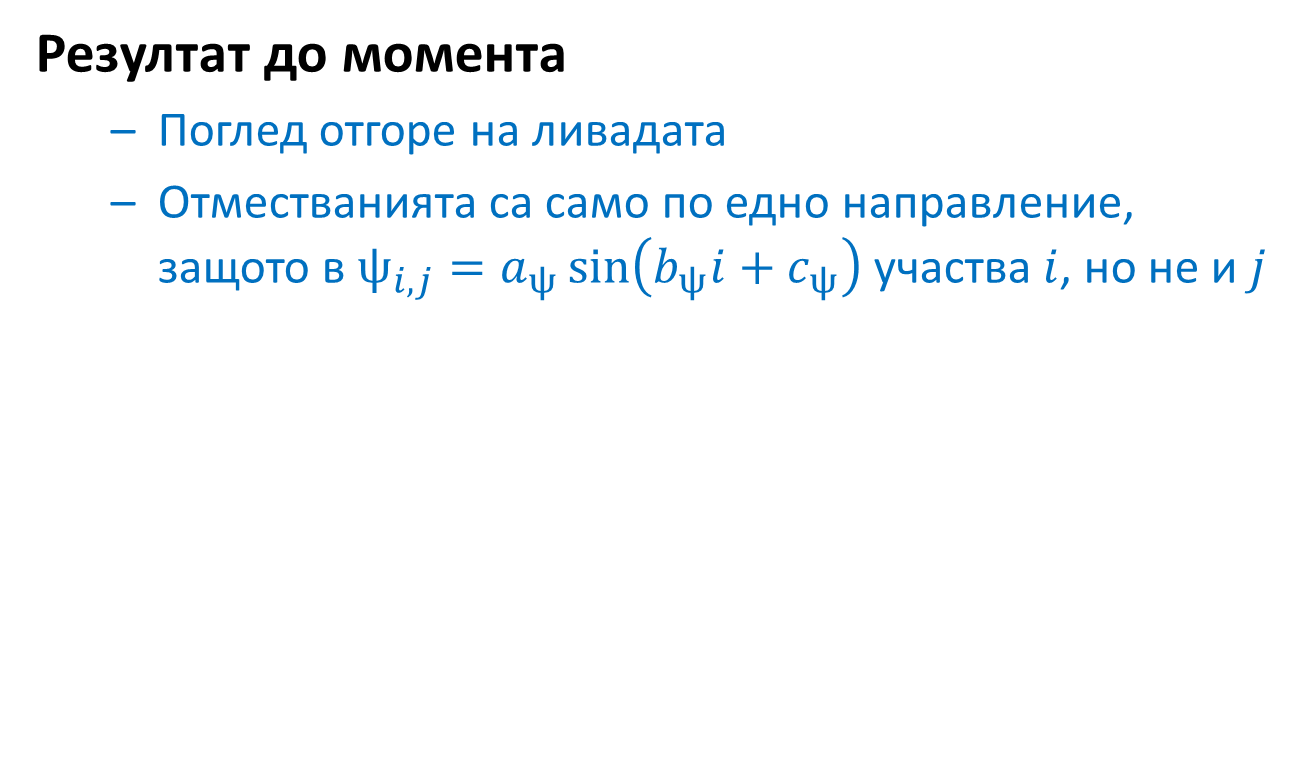 Резултат до момента
– Поглед отгоре на ливадата
– Отместванията са само по едно направление,
защото в ψ_{i,j} = a_ψ sin(b_ψ i + c_ψ) участва i, но не и j